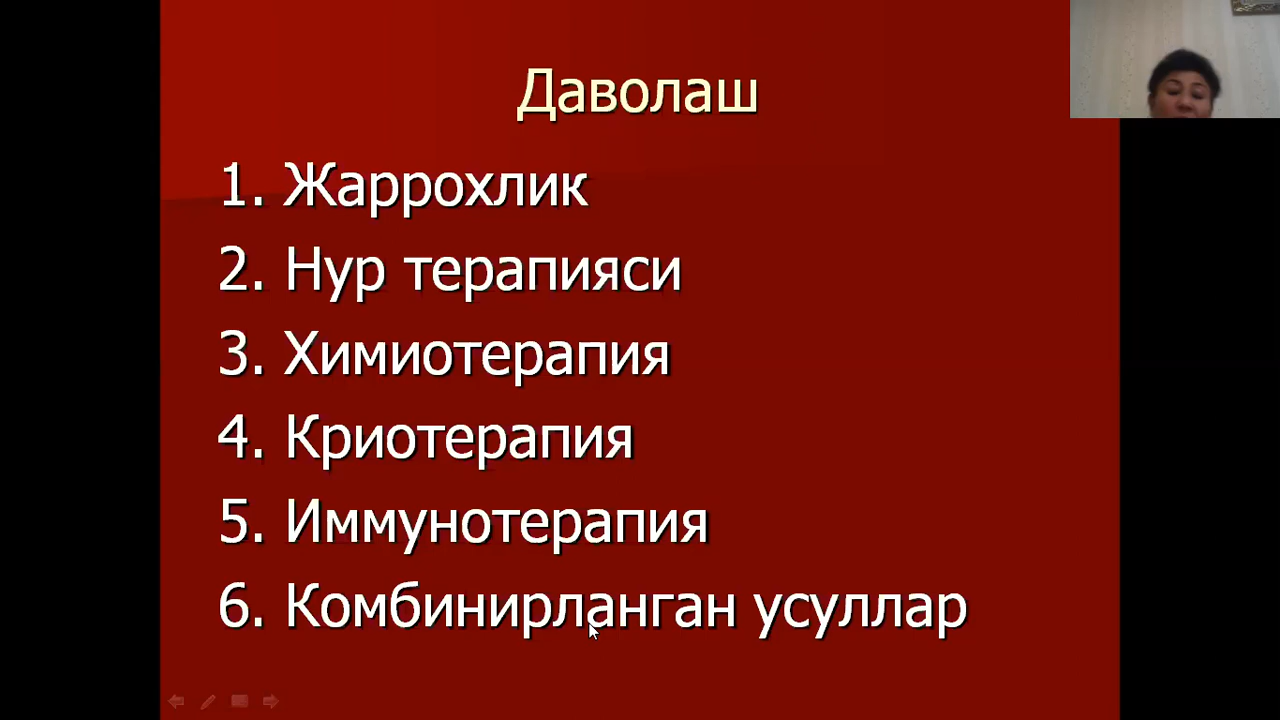 Даволаш
1. Жаррохлик
2. Нур терапияси
3. Химиотерапия
4. Криотерапия
5. Иммунотерапия
6. Комбинирланган усуллар